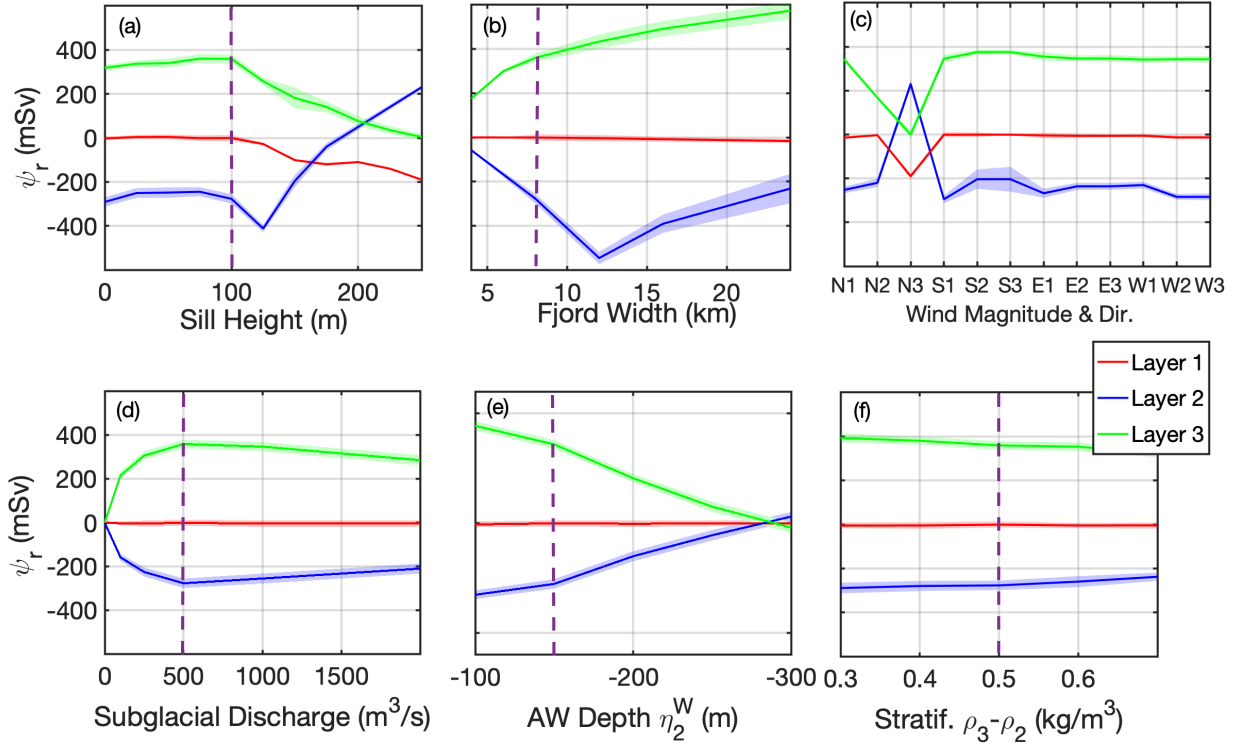 (a)
(b)
(c)
400
200
0
-200
-400
ψr (mSv)
0 100 200
Sill Height (m)
5 10 15 20
Fjord Width (km)
N1 N2 N3 S1 S2 S3 E1 E2 E3 W1 W2 W3
Wind Magnitude & Dir.
Layer 1
Layer 2
Layer 3
(d)
(e)
(f)
400
200
0
-200
-400
ψr (mSv)
0 500 1000 1500
Subglacial Discharge (m³/s)
-100 -200 -300
AW Depth η₂ᵂ (m)
0.3 0.4 0.5 0.6
Stratif. ρ₃-ρ₂ (kg/m³)